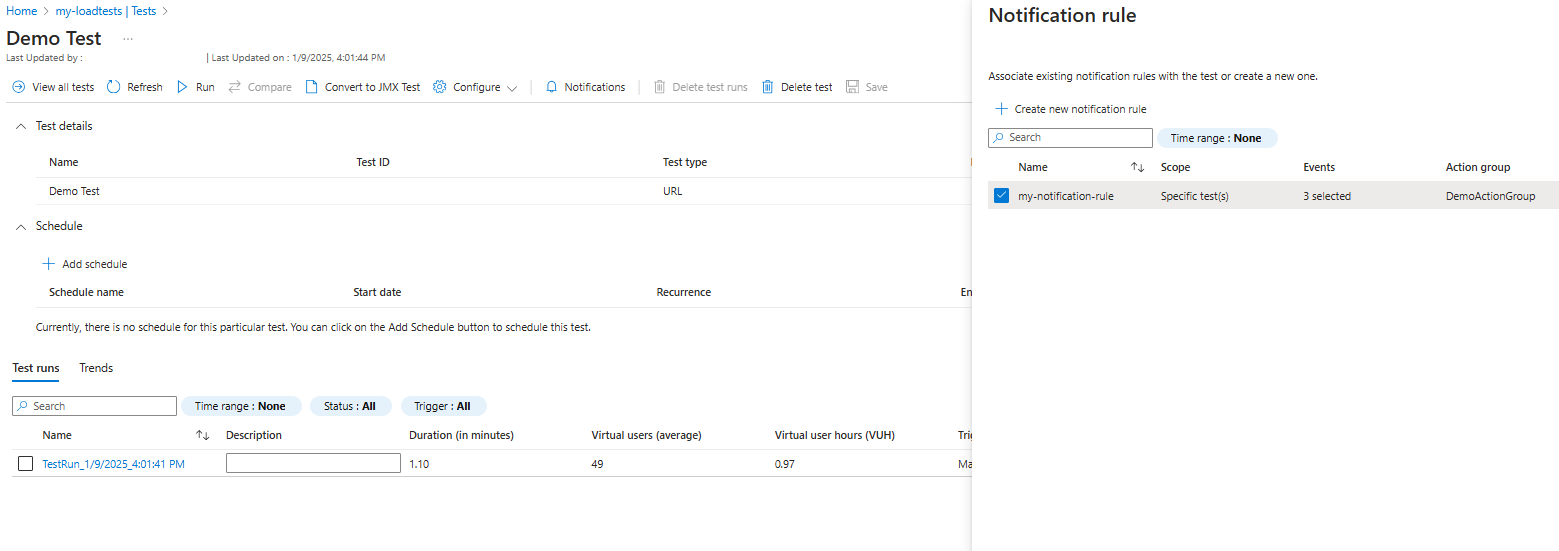 Home > my-loadtests | Tests >
Demo Test ...
Last Updated by : | Last Updated on : 1/9/2025, 4:01:44 PM
View all tests Refresh Run Compare Convert to JMX Test Configure Notifications Delete test runs Delete test Save
Test details
Name Test ID Test type
Demo Test URL
Schedule
Add schedule
Schedule name Start date Recurrence En
Currently, there is no schedule for this particular test. You can click on the Add Schedule button to schedule this test.
Test runs Trends
Search Time range : None Status : All Trigger : All
Name Description Duration (in minutes) Virtual users (average) Virtual user hours (VUH) Tri
TestRun_1/9/2025_4:01:41 PM 1.10 49 0.97 Ma
Notification rule
Associate existing notification rules with the test or create a new one.
Create new notification rule
Search Time range : None
Name Scope Events Action group
my-notification-rule Specific test(s) 3 selected DemoActionGroup